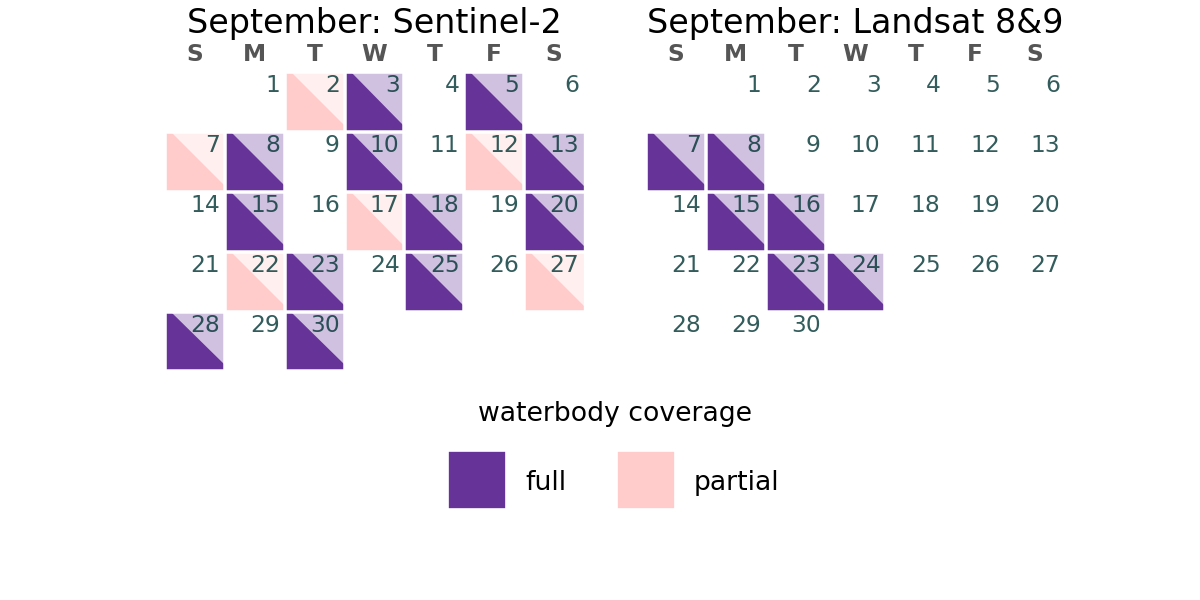 September: Sentinel-2
S M T W T F S
1 2 3 4 5 6
7 8 9 10 11 12 13
14 15 16 17 18 19 20
21 22 23 24 25 26 27
28 29 30
September: Landsat 8&9
S M T W T F S
1 2 3 4 5 6
7 8 9 10 11 12 13
14 15 16 17 18 19 20
21 22 23 24 25 26 27
28 29 30
waterbody coverage
full partial